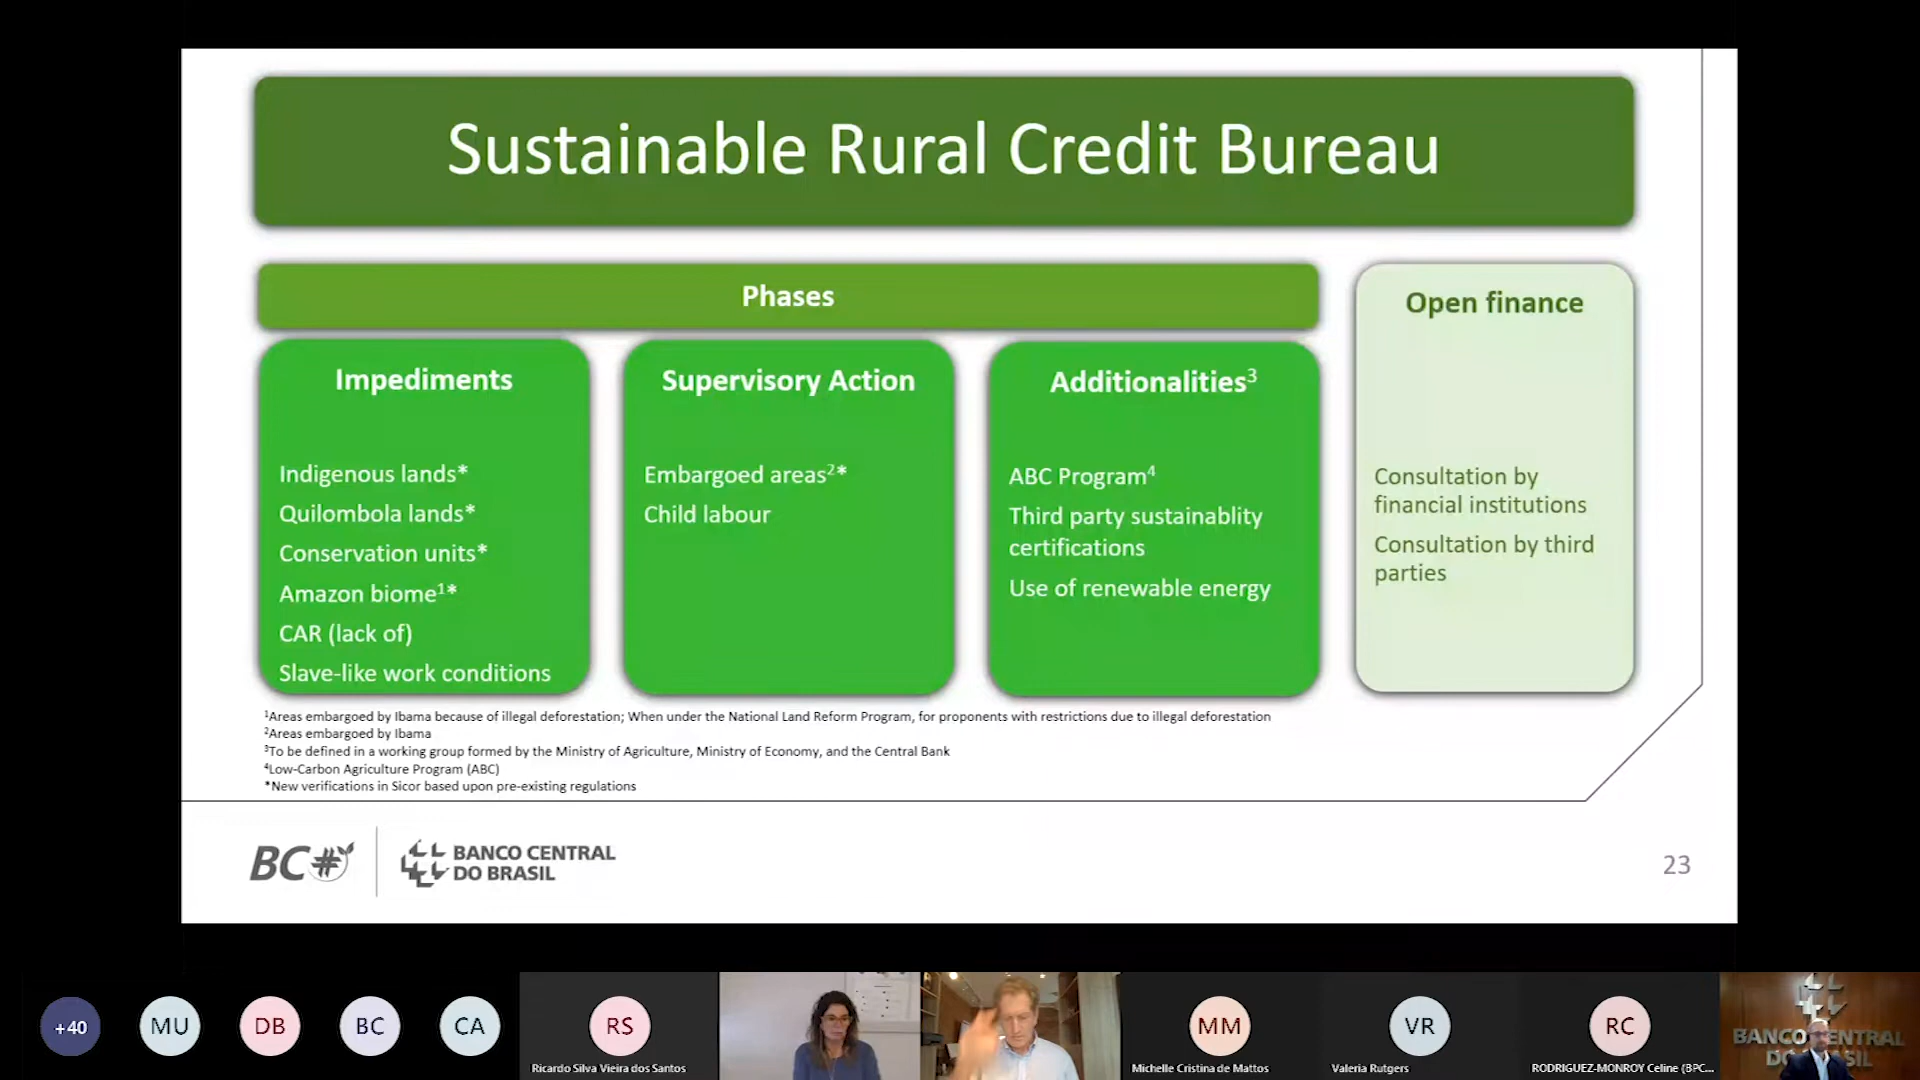 Sustainable Rural Credit Bureau
Phases
Impediments
Indigenous lands*
Quilombola lands*
Conservation units*
Amazon biome¹*
CAR (lack of)
Slave-like work conditions
Supervisory Action
Embargoed areas²*
Child labour
Additionalities³
ABC Program⁴
Third party sustainablity
certifications
Use of renewable energy
Open finance
Consultation by
financial institutions
Consultation by third
parties
¹Areas embargoed by Ibama because of illegal deforestation; When under the National Land Reform Program, for proponents with restrictions due to illegal deforestation
²Areas embargoed by Ibama
³To be defined in a working group formed by the Ministry of Agriculture, Ministry of Economy, and the Central Bank
⁴Low-Carbon Agriculture Program (ABC)
*New verifications in Sicor based upon pre-existing regulations
BC#
BANCO CENTRAL
DO BRASIL
23
+40
MU
DB
BC
CA
RS
Ricardo Silva Vieira dos Santos
MM
Michelle Cristina de Mattos
VR
Valeria Rutgers
RC
RODRIGUEZ-MONROY Celine (BPC...
BANCO CENTRAL
DO BRASIL